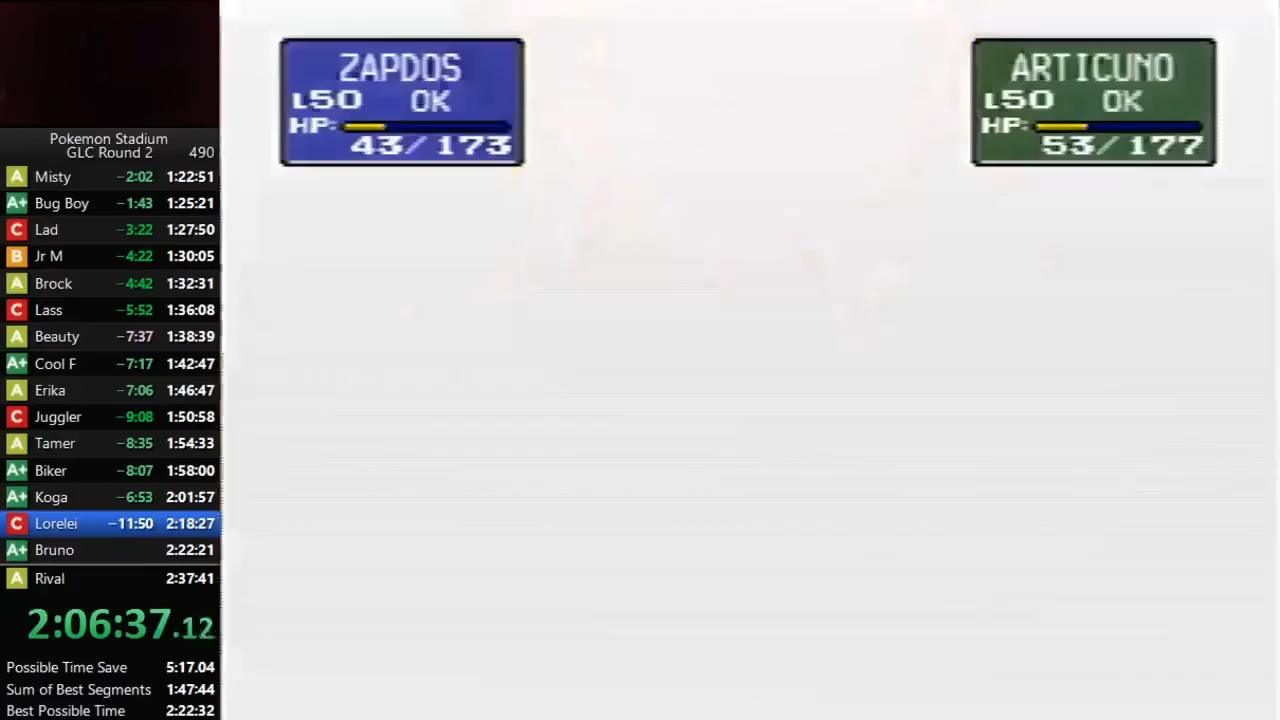 Pokemon Stadium
GLC Round 2 490
A Misty -2:02 1:22:51
A+ Bug Boy -1:43 1:25:21
C Lad -3:22 1:27:50
B Jr M -4:22 1:30:05
A Brock -4:42 1:32:31
C Lass -5:52 1:36:08
A Beauty -7:37 1:38:39
A+ Cool F -7:17 1:42:47
A Erika -7:06 1:46:47
C Juggler -9:08 1:50:58
A Tamer -8:35 1:54:33
A+ Biker -8:07 1:58:00
A+ Koga -6:53 2:01:57
C Lorelei -11:50 2:18:27
A+ Bruno 2:22:21
A Rival 2:37:41
2:06:37.12
Possible Time Save 5:17.04
Sum of Best Segments 1:47:44
Best Possible Time 2:22:32
ZAPDOS
L50 OK
HP:
43/173
ARTICUNO
L50 OK
HP:
53/177